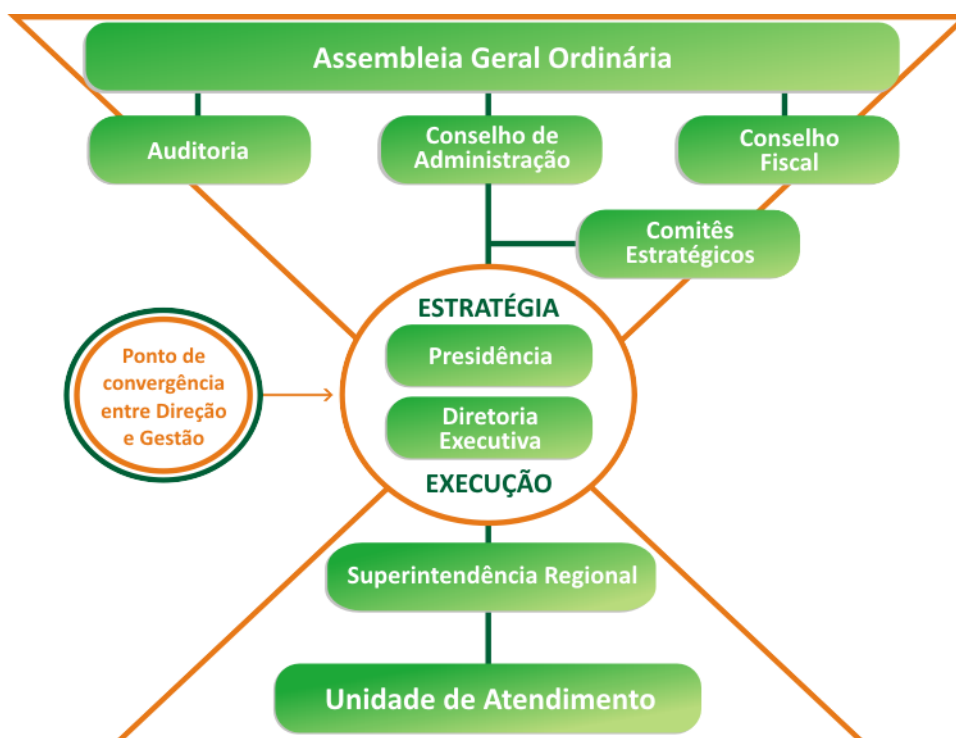 Assembleia Geral Ordinária
Auditoria
Conselho de
Administração
Conselho
Fiscal
Comitês
Estratégicos
ESTRATÉGIA
Presidência
Ponto de
convergência
entre Direção
e Gestão
Diretoria
Executiva
EXECUÇÃO
Superintendência Regional
Unidade de Atendimento